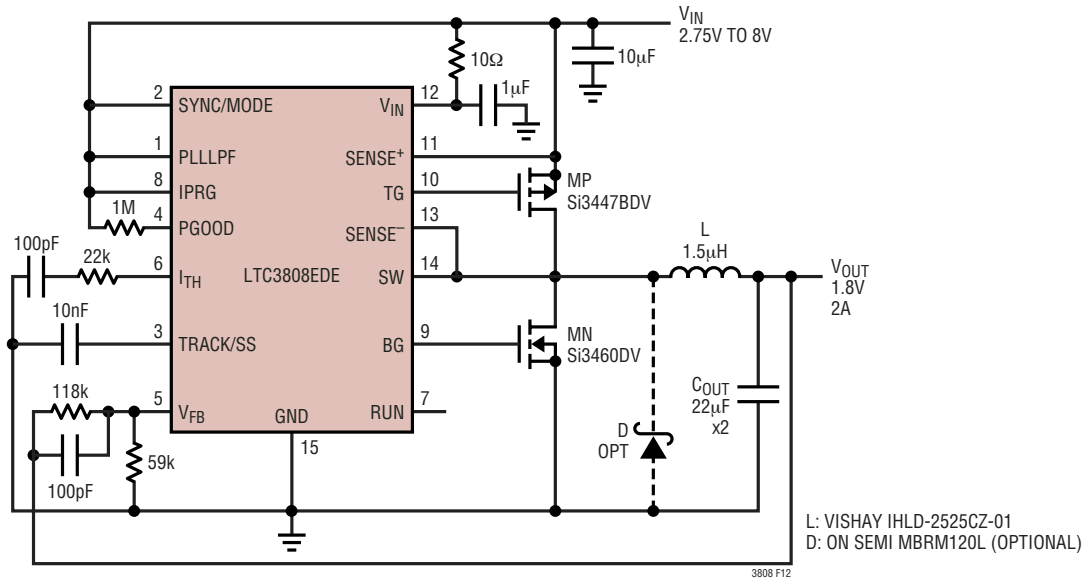 VIN
2.75V TO 8V
10Ω
10μF
1μF
2
SYNC/MODE
VIN
12
1
PLLLPF
SENSE+
11
8
IPRG
TG
10
MP
Si3447BDV
1M
4
PGOOD
SENSE–
13
100pF
22k
6
ITH
LTC3808EDE
SW
14
L
1.5μH
VOUT
1.8V
2A
10nF
3
TRACK/SS
BG
9
MN
Si3460DV
118k
5
VFB
GND
RUN
7
COUT
22μF
x2
D
OPT
15
59k
100pF
L: VISHAY IHLD-2525CZ-01
D: ON SEMI MBRM120L (OPTIONAL)
3808 F12